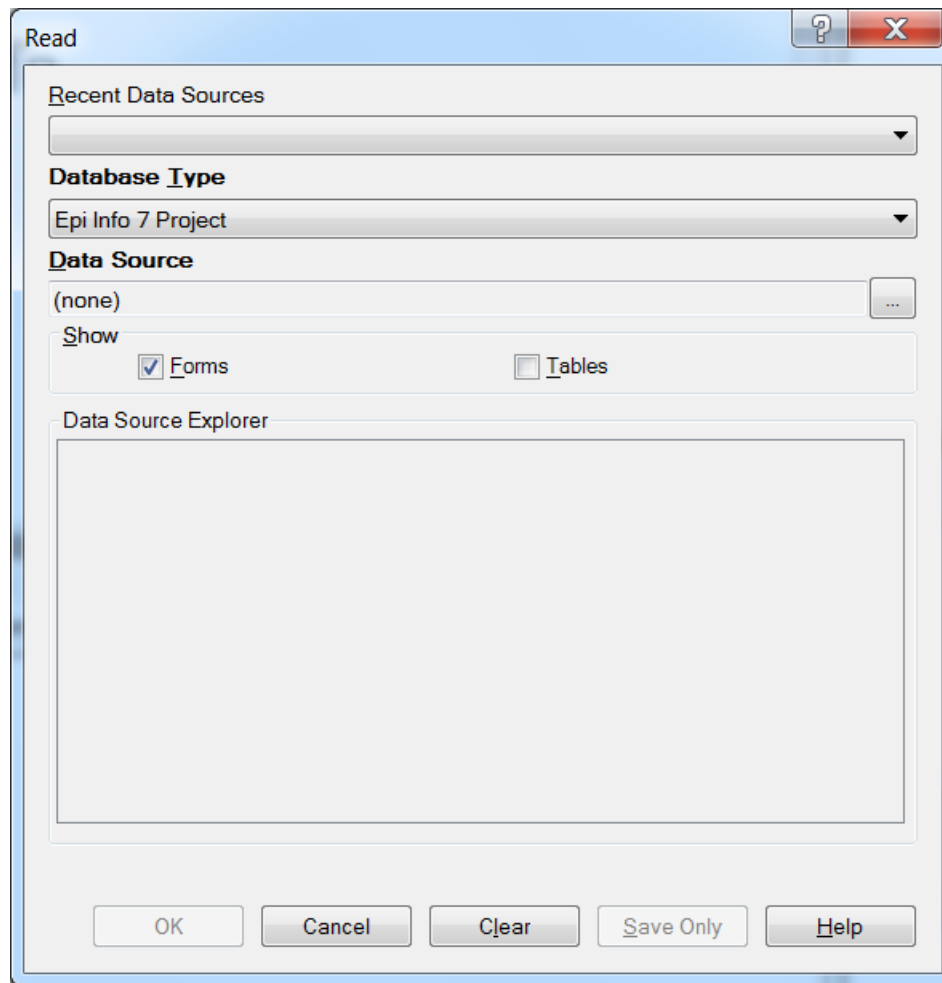 Read
Recent Data Sources
Database Type
Epi Info 7 Project
Data Source
(none) ...
Show
Forms Tables
Data Source Explorer
OK Cancel Clear Save Only Help